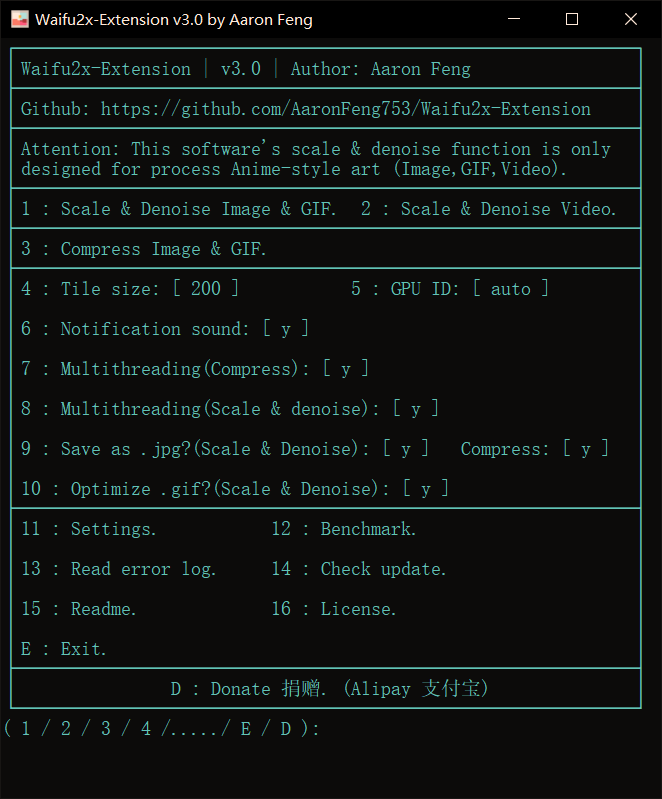 Waifu2x-Extension v3.0 by Aaron Feng
Waifu2x-Extension | v3.0 | Author: Aaron Feng
Github: https://github.com/AaronFeng753/Waifu2x-Extension
Attention: This software's scale & denoise function is only
designed for process Anime-style art (Image,GIF,Video).
1 : Scale & Denoise Image & GIF.  2 : Scale & Denoise Video.
3 : Compress Image & GIF.
4 : Tile size: [ 200 ]           5 : GPU ID: [ auto ]
6 : Notification sound: [ y ]
7 : Multithreading(Compress): [ y ]
8 : Multithreading(Scale & denoise): [ y ]
9 : Save as .jpg?(Scale & Denoise): [ y ]   Compress: [ y ]
10 : Optimize .gif?(Scale & Denoise): [ y ]
11 : Settings.           12 : Benchmark.
13 : Read error log.     14 : Check update.
15 : Readme.             16 : License.
E : Exit.
D : Donate 捐赠. (Alipay 支付宝)
( 1 / 2 / 3 / 4 /...../ E / D ):